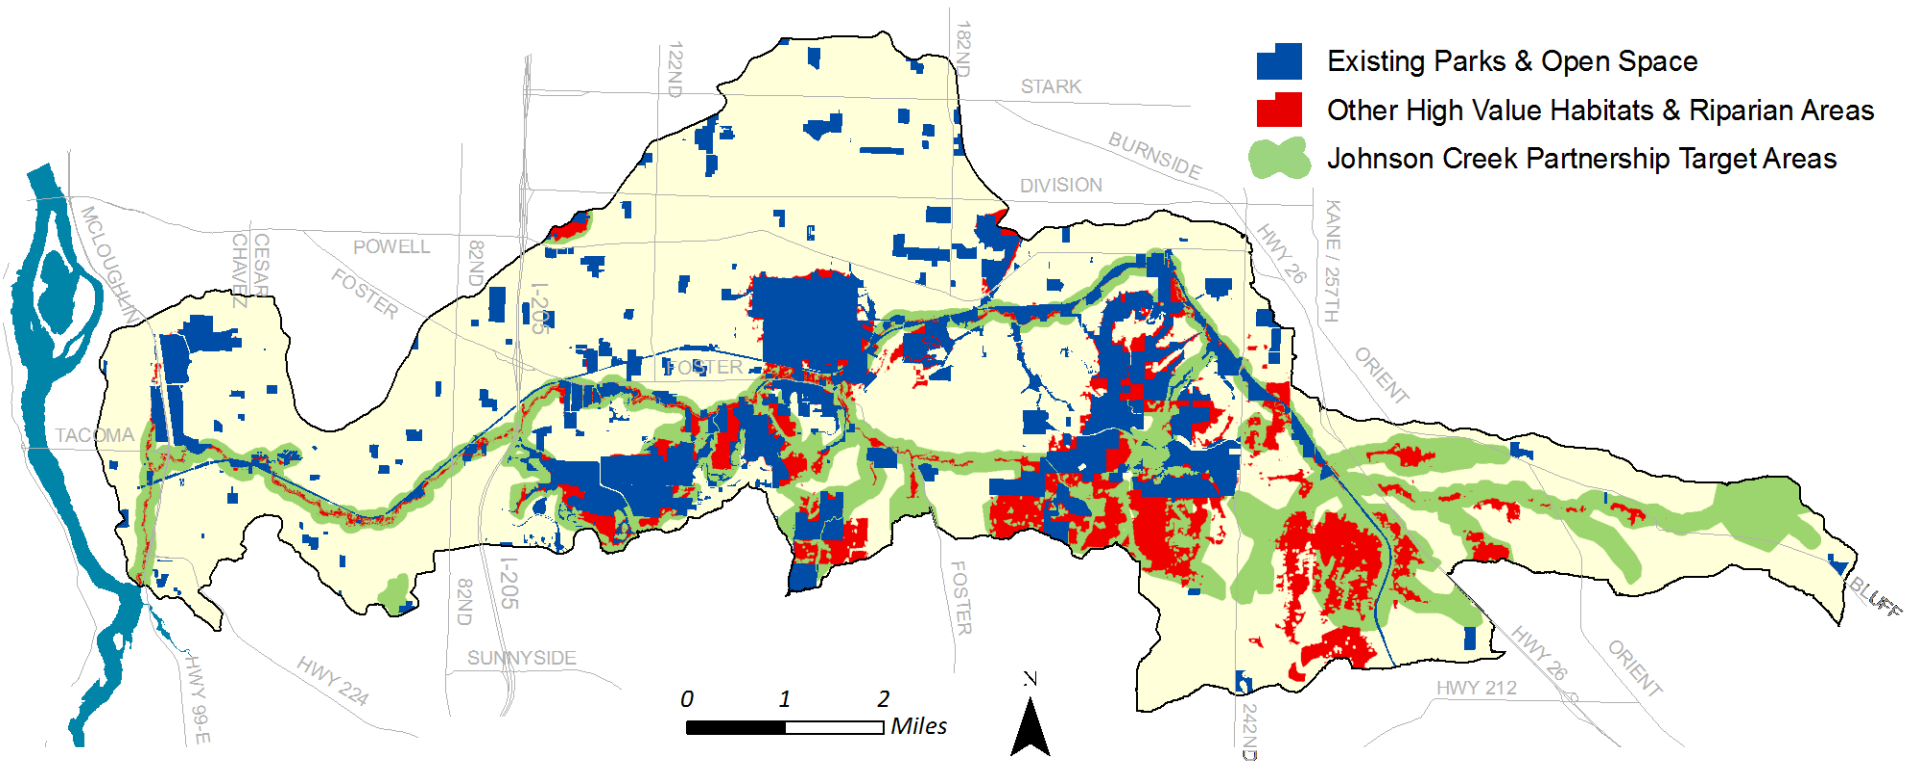 Existing Parks & Open Space
Other High Value Habitats & Riparian Areas
Johnson Creek Partnership Target Areas
182ND
122ND
STARK
BURNSIDE
DIVISION
MCLOUGHLIN
CESAR
CHAVEZ
POWELL
FOSTER
82ND
I-205
HWY 26
KANE / 257TH
ORIENT
FOSTER
TACOMA
I-205
82ND
FOSTER
BLUFF
SUNNYSIDE
HWY 224
HWY 99-E
HWY 26
ORIENT
HWY 212
242ND
0 1 2
Miles
N